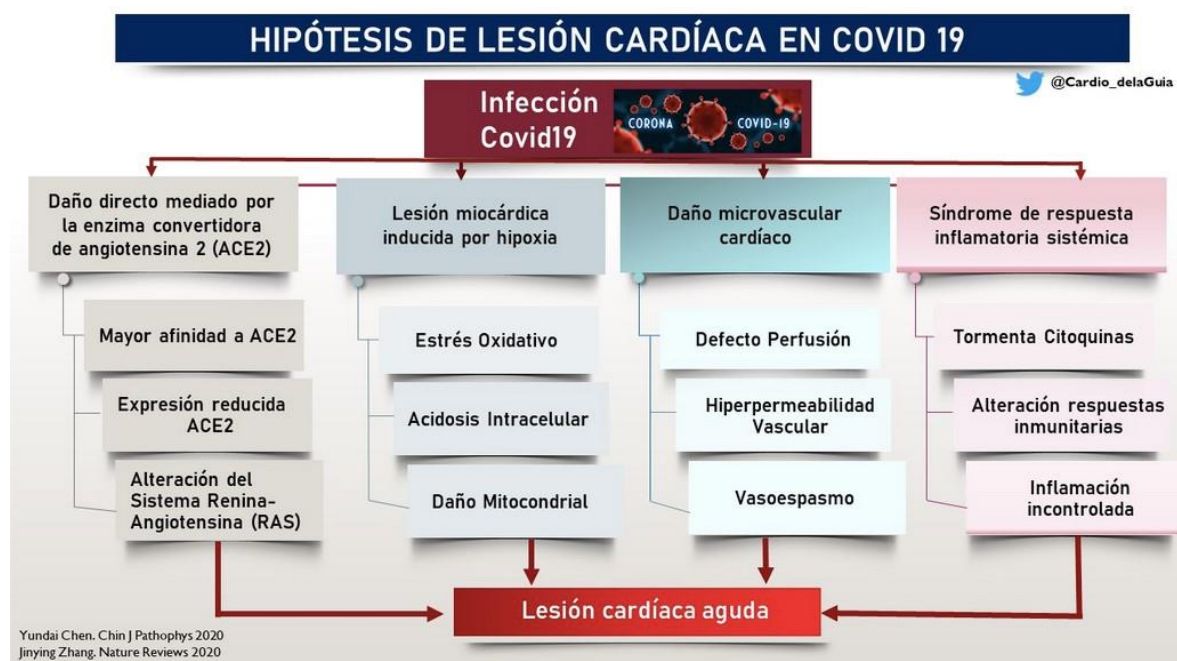 HIPÓTESIS DE LESIÓN CARDÍACA EN COVID 19
@Cardio_delaGuia
Infección
Covid19
CORONA COVID-19
Daño directo mediado por
la enzima convertidora
de angiotensina 2 (ACE2)
Mayor afinidad a ACE2
Expresión reducida
ACE2
Alteración del
Sistema Renina-
Angiotensina (RAS)
Lesión miocárdica
inducida por hipoxia
Estrés Oxidativo
Acidosis Intracelular
Daño Mitocondrial
Daño microvascular
cardíaco
Defecto Perfusión
Hiperpermeabilidad
Vascular
Vasoespasmo
Síndrome de respuesta
inflamatoria sistémica
Tormenta Citoquinas
Alteración respuestas
inmunitarias
Inflamación
incontrolada
Lesión cardíaca aguda
Yundai Chen. Chin J Pathophys 2020
Jinying Zhang. Nature Reviews 2020